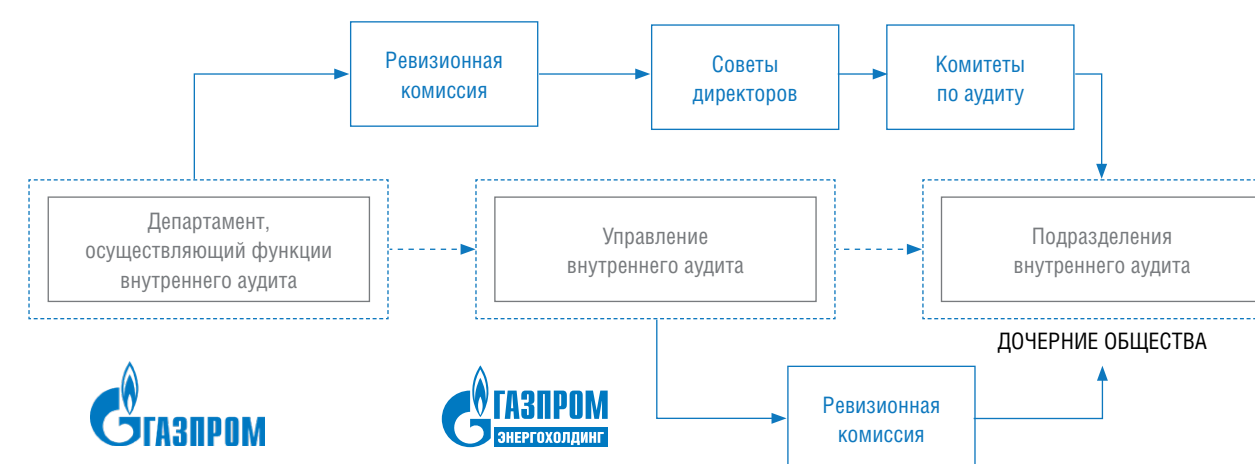 Ревизионная
комиссия
Советы
директоров
Комитеты
по аудиту
Департамент,
осуществляющий функции
внутреннего аудита
Управление
внутреннего аудита
Подразделения
внутреннего аудита
ДОЧЕРНИЕ ОБЩЕСТВА
ГАЗПРОМ
ГАЗПРОМ
ЭНЕРГОХОЛДИНГ
Ревизионная
комиссия